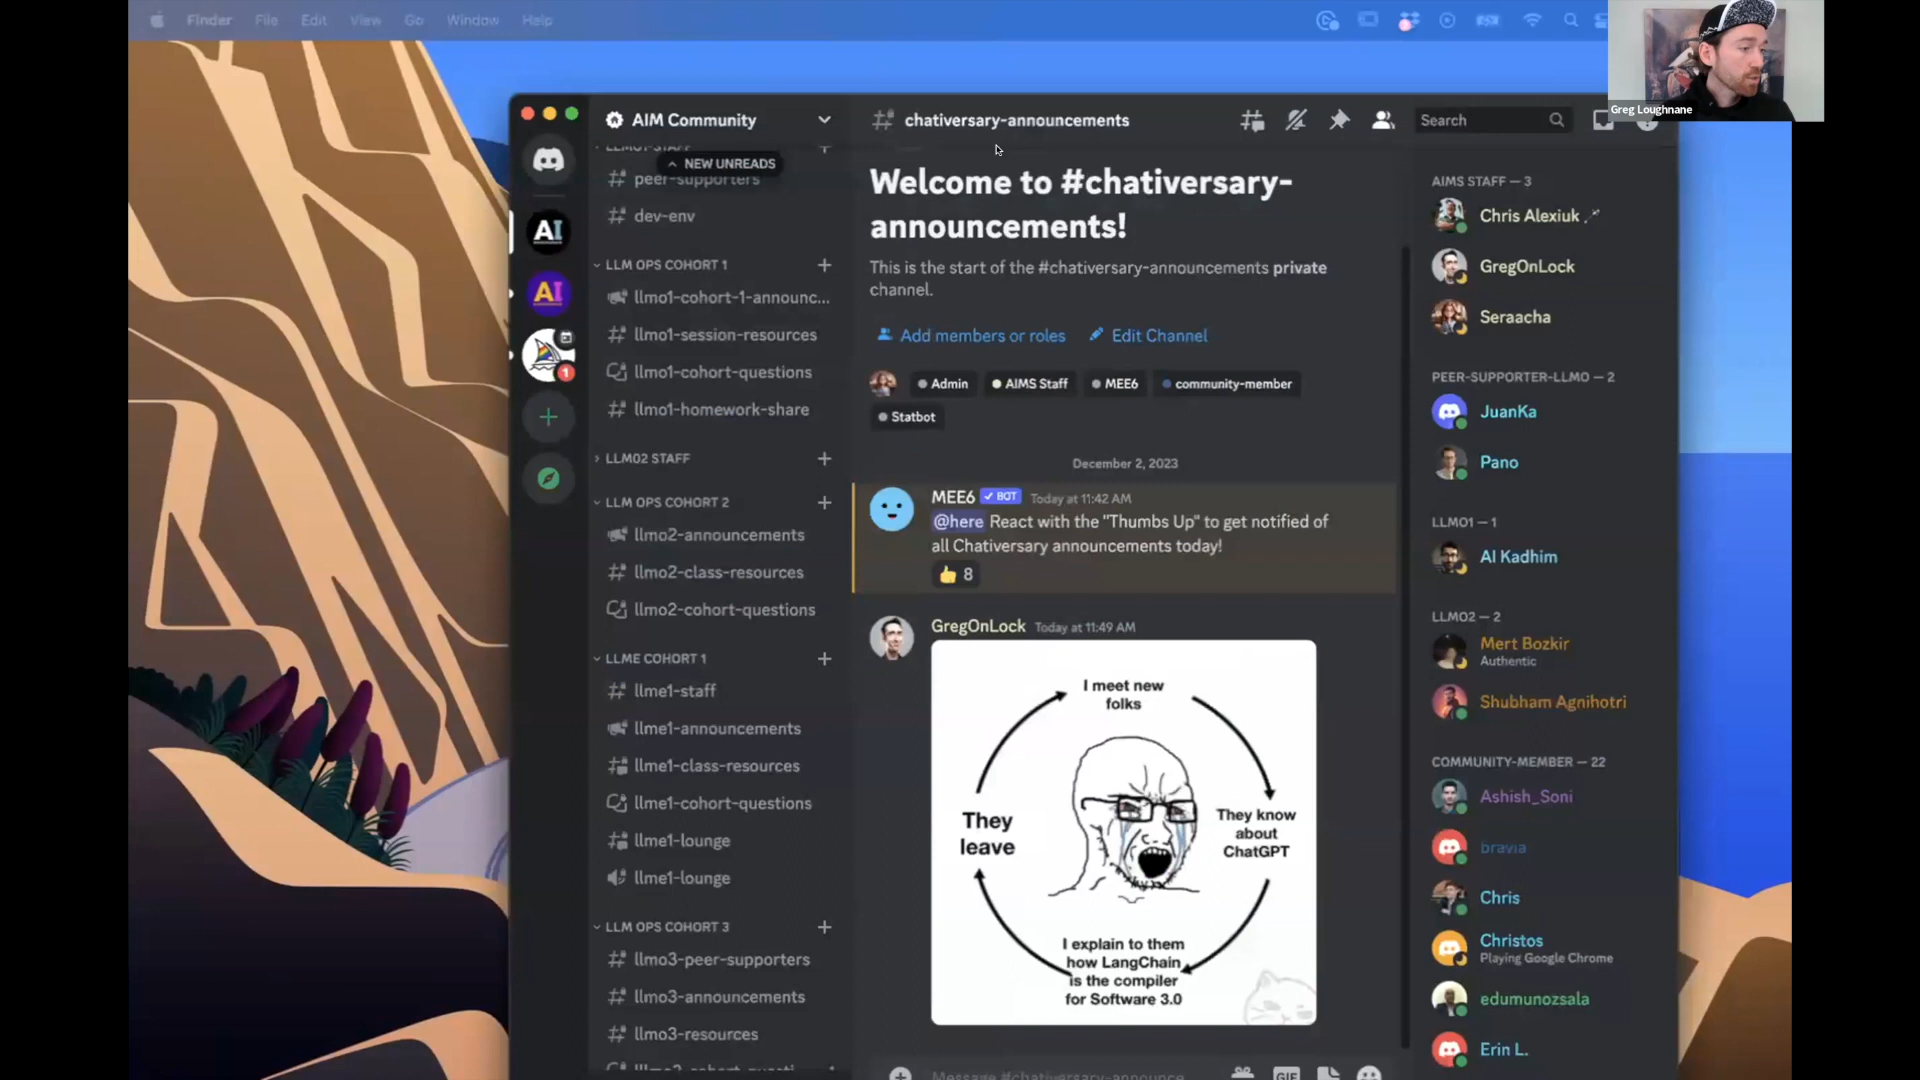 Finder File Edit View Go Window Help
Greg Loughnane
AIM Community
NEW UNREADS
peer-supporters
dev-env
LLM OPS COHORT 1
llmo1-cohort-1-announc...
llmo1-session-resources
llmo1-cohort-questions
llmo1-homework-share
LLM02 STAFF
LLM OPS COHORT 2
llmo2-announcements
llmo2-class-resources
llmo2-cohort-questions
LLME COHORT 1
llme1-staff
llme1-announcements
llme1-class-resources
llme1-cohort-questions
llme1-lounge
llme1-lounge
LLM OPS COHORT 3
llmo3-peer-supporters
llmo3-announcements
llmo3-resources
AI
AI
1
chativersary-announcements
Search
Welcome to #chativersary-
announcements!
This is the start of the #chativersary-announcements private
channel.
Add members or roles Edit Channel
Admin AIMS Staff MEE6 community-member
Statbot
December 2, 2023
MEE6 ✓ BOT Today at 11:42 AM
@here React with the "Thumbs Up" to get notified of
all Chativersary announcements today!
👍 8
GregOnLock Today at 11:49 AM
I meet new
folks
They know
about
ChatGPT
I explain to them
how LangChain
is the compiler
for Software 3.0
They
leave
Message #chativersary-announce
GIF
AIMS STAFF — 3
Chris Alexiuk
GregOnLock
Seraacha
PEER-SUPPORTER-LLMO — 2
JuanKa
Pano
LLMO1 — 1
Al Kadhim
LLMO2 — 2
Mert Bozkir
Authentic
Shubham Agnihotri
COMMUNITY-MEMBER — 22
Ashish_Soni
bravia
Chris
Christos
Playing Google Chrome
edumunozsala
Erin L.